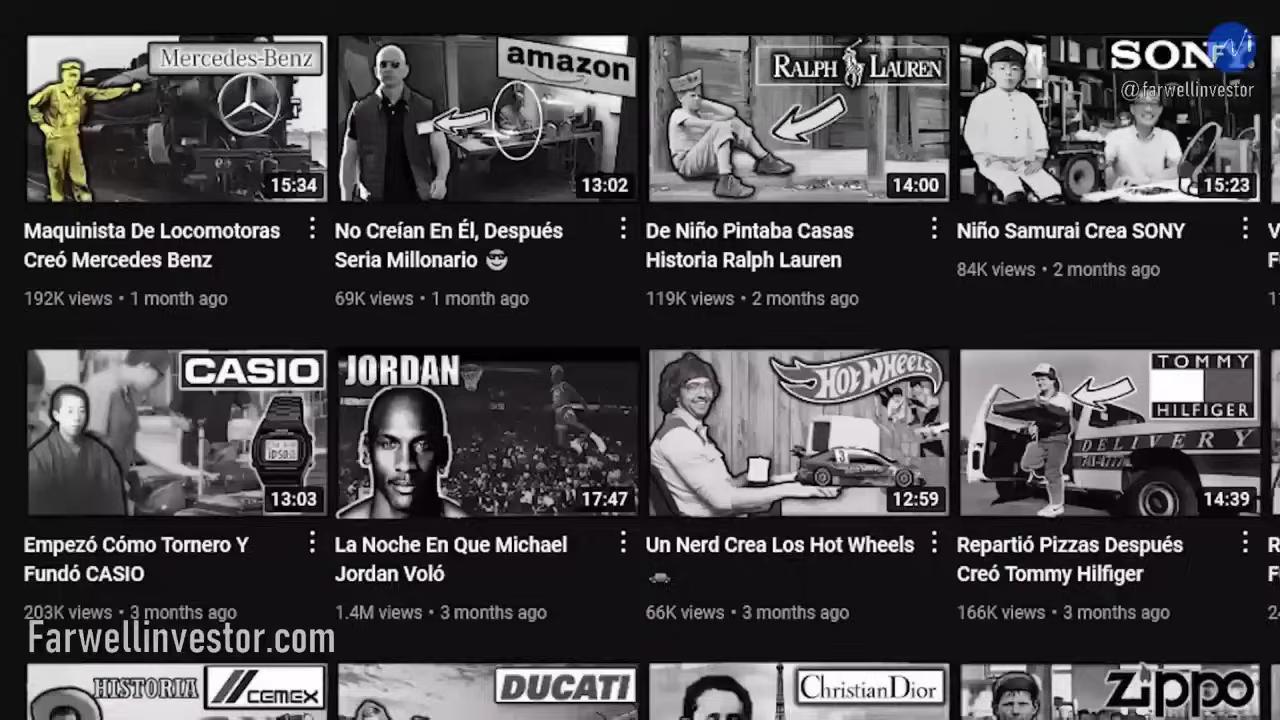 Mercedes-Benz
15:34
amazon
13:02
RALPH LAUREN
14:00
SONY
@farwellinvestor
15:23
Maquinista De Locomotoras
Creó Mercedes Benz
192K views • 1 month ago
No Creían En Él, Después
Seria Millonario 😎
69K views • 1 month ago
De Niño Pintaba Casas
Historia Ralph Lauren
119K views • 2 months ago
Niño Samurai Crea SONY
84K views • 2 months ago
CASIO
13:03
JORDAN
17:47
HOT WHEELS
12:59
TOMMY
HILFIGER
DELIVERY
14:39
Empezó Cómo Tornero Y
Fundó CASIO
203K views • 3 months ago
La Noche En Que Michael
Jordan Voló
1.4M views • 3 months ago
Un Nerd Crea Los Hot Wheels
66K views • 3 months ago
Repartió Pizzas Después
Creó Tommy Hilfiger
166K views • 3 months ago
Farwellinvestor.com
HISTORIA
CEMEX
DUCATI
Christian Dior
Zippo